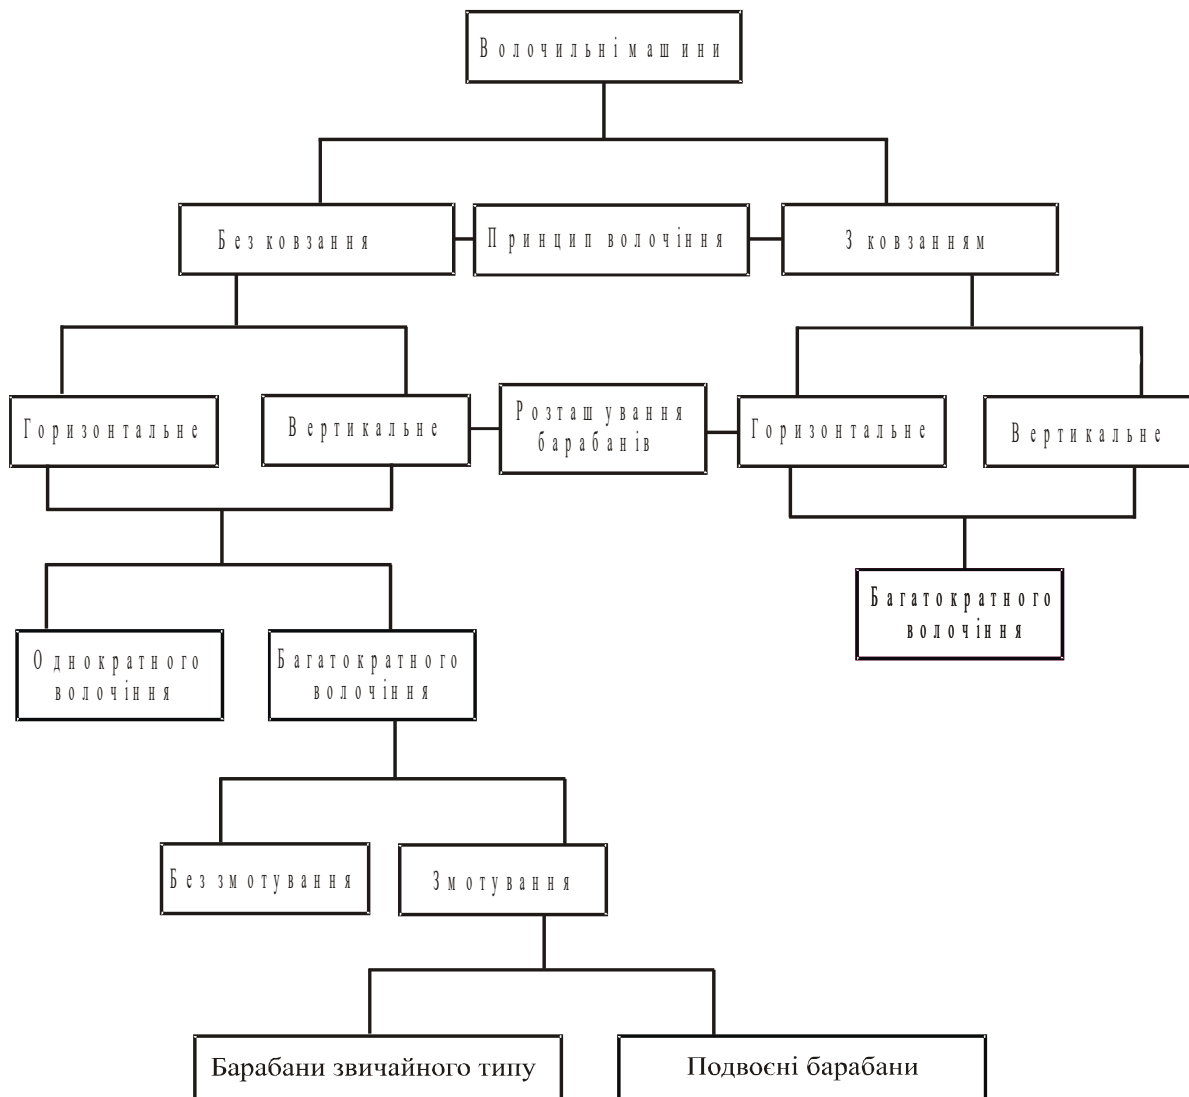 Волочильні машини
Без ковзання
Принцип волочіння
З ковзанням
Горизонтальне
Вертикальне
Розташування
барабанів
Горизонтальне
Вертикальне
Багатократного
волочіння
Однократного
волочіння
Багатократного
волочіння
Без змотування
Змотування
Барабани звичайного типу
Подвоєні барабани